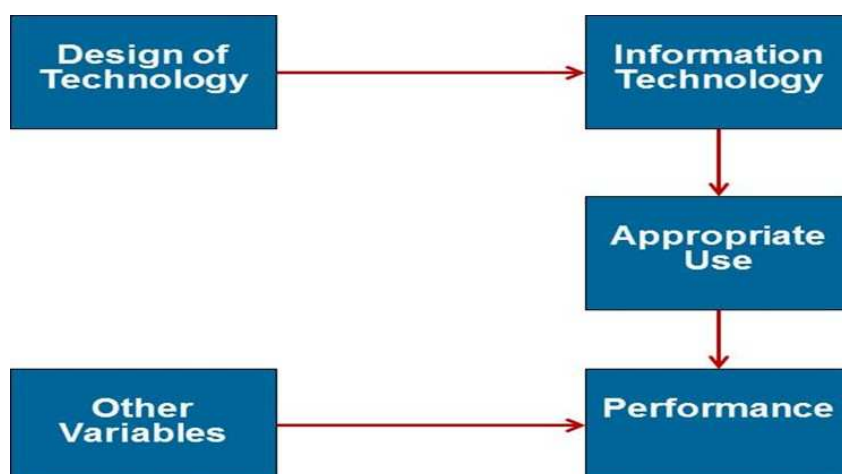 Design of
Technology
Information
Technology
Appropriate
Use
Other
Variables
Performance